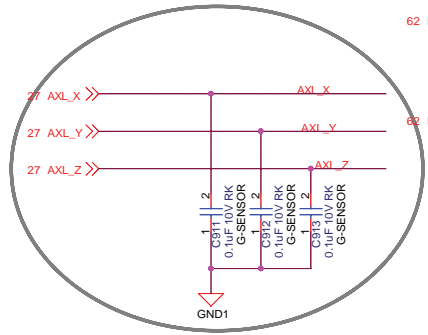 62
27 AXL_X
AXL_X
27 AXL_Y
AXL_Y
62
27 AXL_Z
AXL_Z
2
1
C911
0.1uF 10V RK
G-SENSOR
2
1
C912
0.1uF 10V RK
G-SENSOR
2
1
C913
0.1uF 10V RK
G-SENSOR
GND1